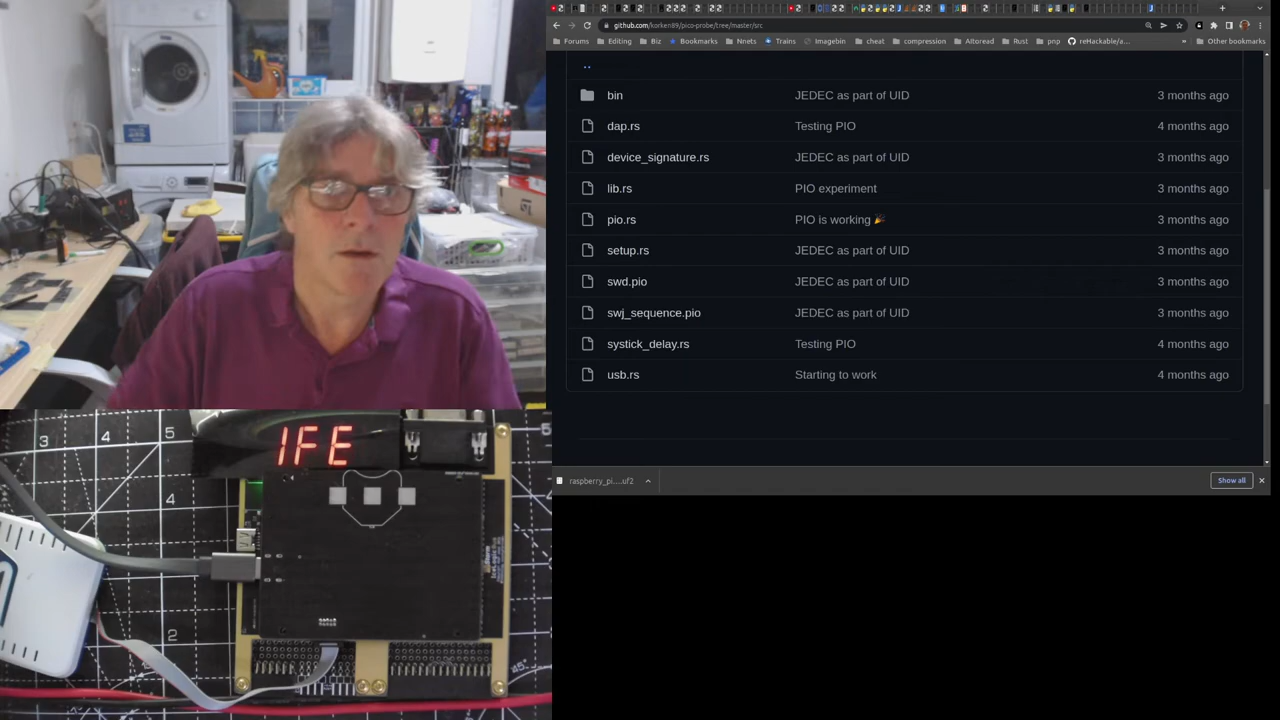 github.com/korken89/pico-probe/tree/master/src
Forums Editing Biz Bookmarks Nnets Trains Imagebin cheat compression AItoread Rust pnp reHackable/a... » Other bookmarks
..
bin JEDEC as part of UID 3 months ago
dap.rs Testing PIO 4 months ago
device_signature.rs JEDEC as part of UID 3 months ago
lib.rs PIO experiment 3 months ago
pio.rs PIO is working 🎉 3 months ago
setup.rs JEDEC as part of UID 3 months ago
swd.pio JEDEC as part of UID 3 months ago
swj_sequence.pio JEDEC as part of UID 3 months ago
systick_delay.rs Testing PIO 4 months ago
usb.rs Starting to work 4 months ago
raspberry_pi....uf2 Show all
1FE
3 4 5
4
2
45°